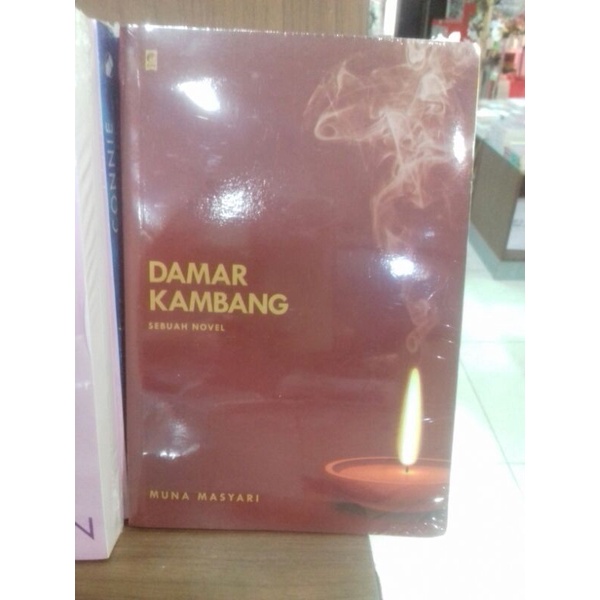 DAMAR
KAMBANG
SEBUAH NOVEL
MUNA MASYARI
CONNIE